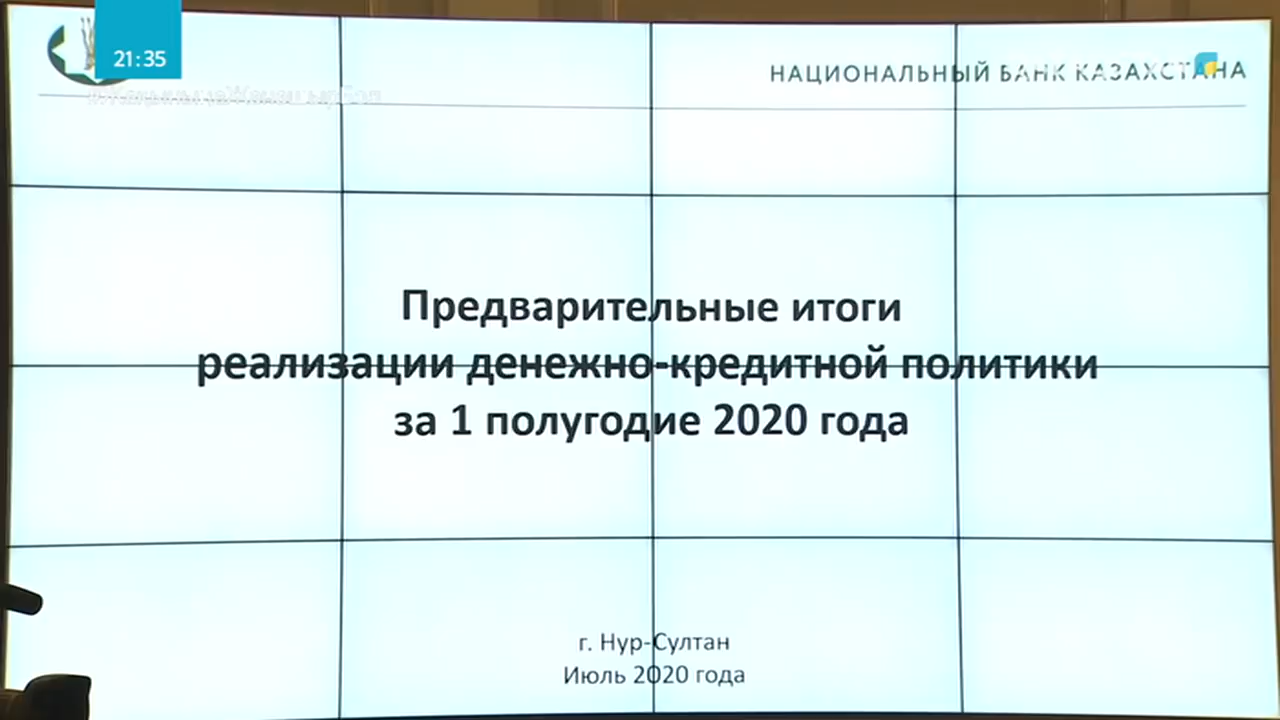 21:35
НАЦИОНАЛЬНЫЙ БАНК КАЗАХСТАНА
Предварительные итоги
реализации денежно-кредитной политики
за 1 полугодие 2020 года
г. Нур-Султан
Июль 2020 года